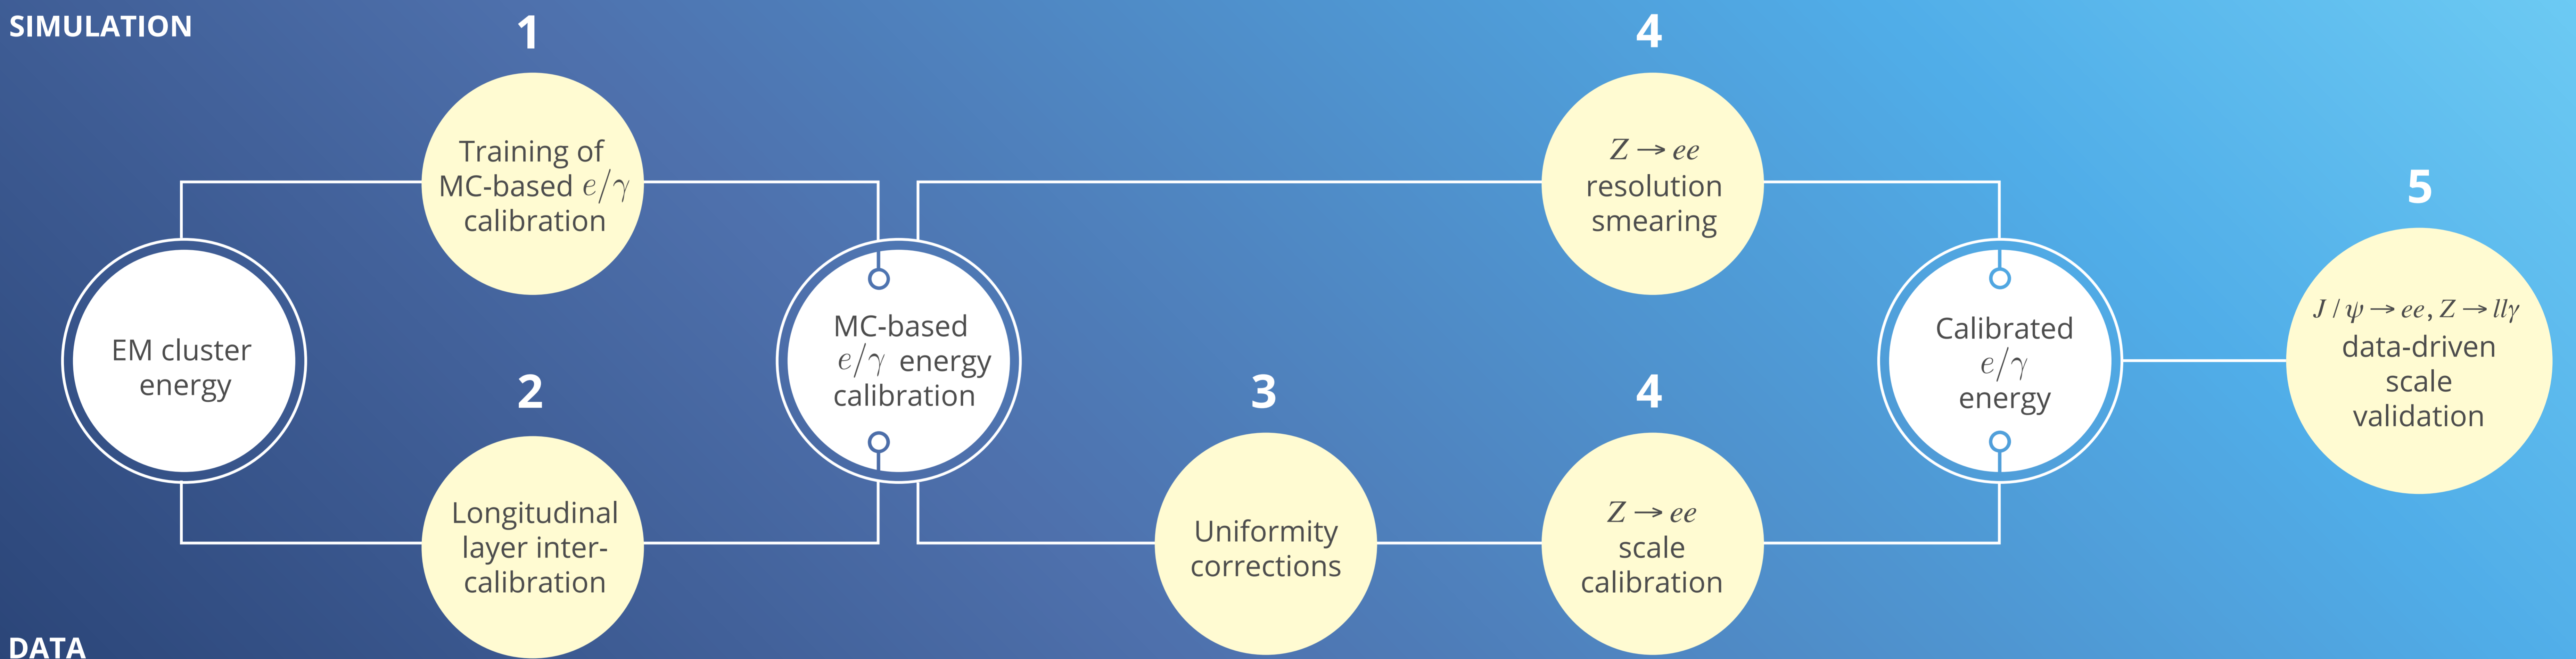 SIMULATION
1
Training of
MC-based e/γ
calibration
4
Z → ee
resolution
smearing
5
J / ψ → ee, Z → llγ
data-driven
scale
validation
EM cluster
energy
MC-based
e/γ energy
calibration
Calibrated
e/γ
energy
2
Longitudinal
layer inter-
calibration
3
Uniformity
corrections
4
Z → ee
scale
calibration
DATA